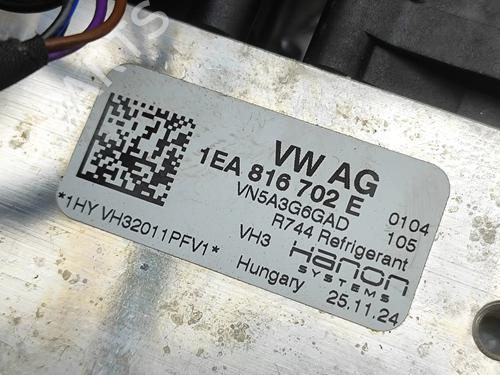 VW AG
1EA 816 702 E
VN5A3G6GAD 0104
R744 Refrigerant 105
*1HY VH32011PFV1* VH3 Hanon
SYSTEMS
Hungary 25.11.24